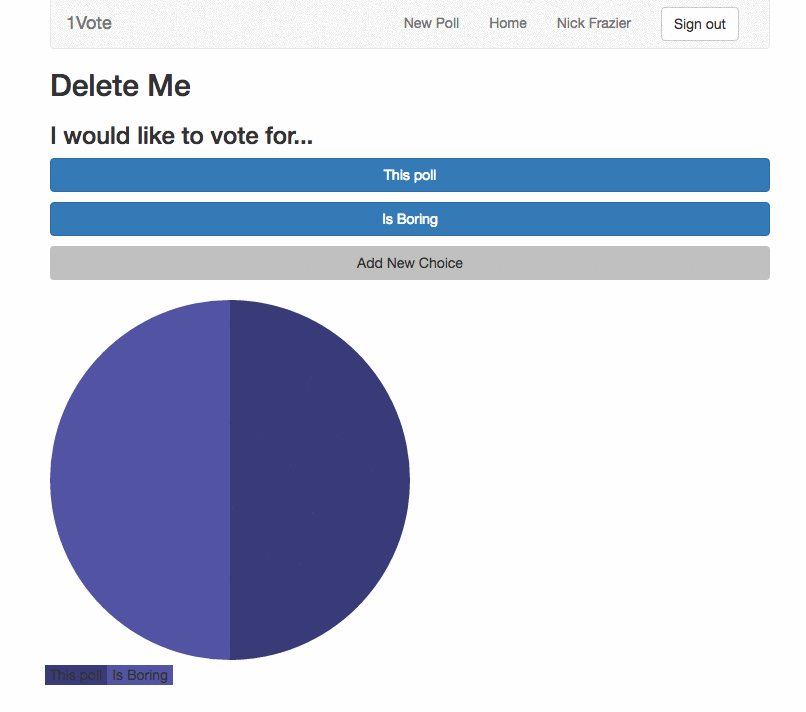 1Vote New Poll Home Nick Frazier Sign out
Delete Me
I would like to vote for...
This poll
Is Boring
Add New Choice
This poll Is Boring